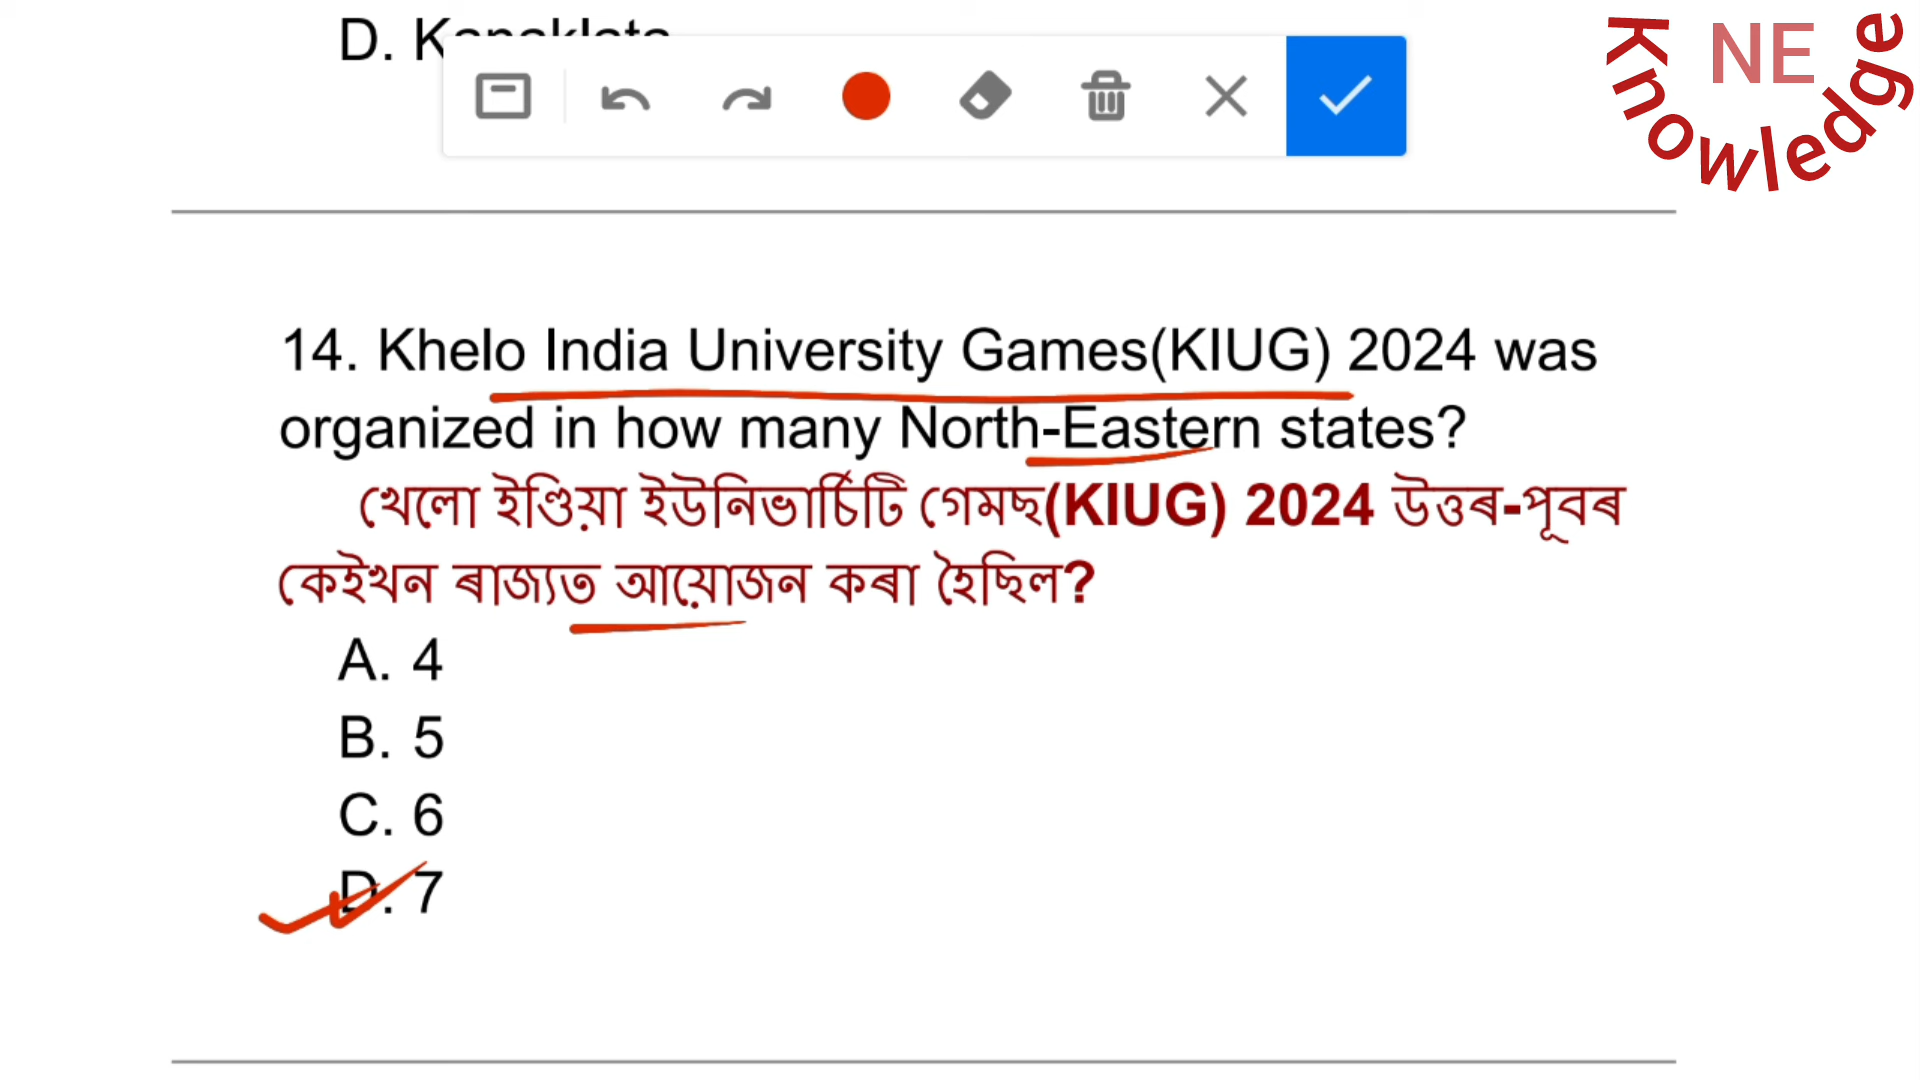 D. Kanaklata
NE
Knowledge
14. Khelo India University Games(KIUG) 2024 was
organized in how many North-Eastern states?
খেলো ইণ্ডিয়া ইউনিভাৰ্চিটি গেমছ(KIUG) 2024 উত্তৰ-পূবৰ
কেইখন ৰাজ্যত আয়োজন কৰা হৈছিল?
A. 4
B. 5
C. 6
D. 7